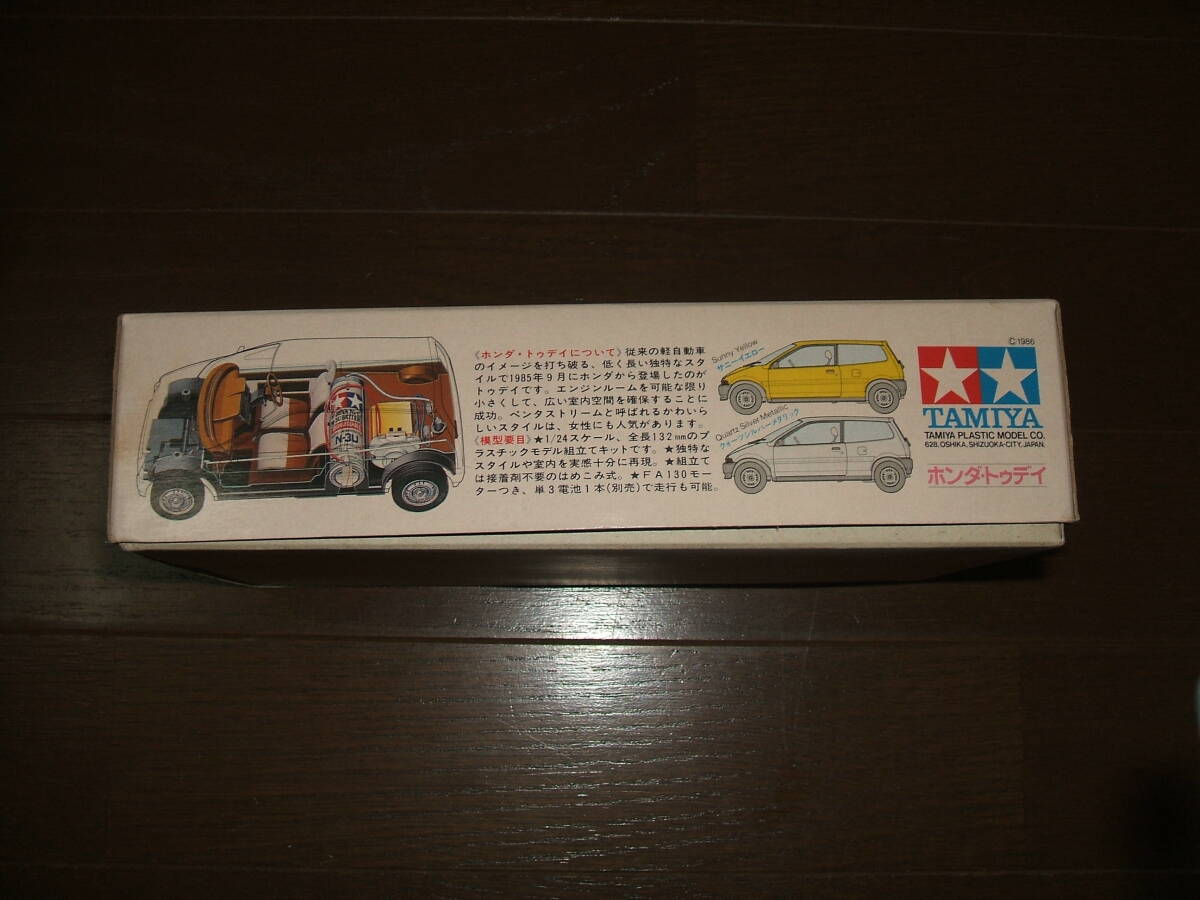 《ホンダ・トゥデイについて》従来の軽自動車
のイメージを打ち破る、低く長い独特なスタ
イルで1985年9月にホンダから登場したのが
トゥデイです。エンジンルームを可能な限り
小さくして、広い室内空間を確保することに
成功。ペンタストリームと呼ばれるかわいら
しいスタイルは、女性にも人気があります。
《模型要目》★1/24スケール、全長132mmのプ
ラスチックモデル組立てキットです。★独特な
スタイルや室内を実感十分に再現。★組立て
は接着剤不要のはめこみ式。★FA130モー
ターつき、単3電池1本(別売)で走行も可能。
Sunny Yellow
サニーイエロー
Quartz Silver Metallic
クォーツシルバーメタリック
©1986
TAMIYA
TAMIYA PLASTIC MODEL CO.
628, OSHIKA, SHIZUOKA-CITY, JAPAN.
ホンダ・トゥデイ
N-3U